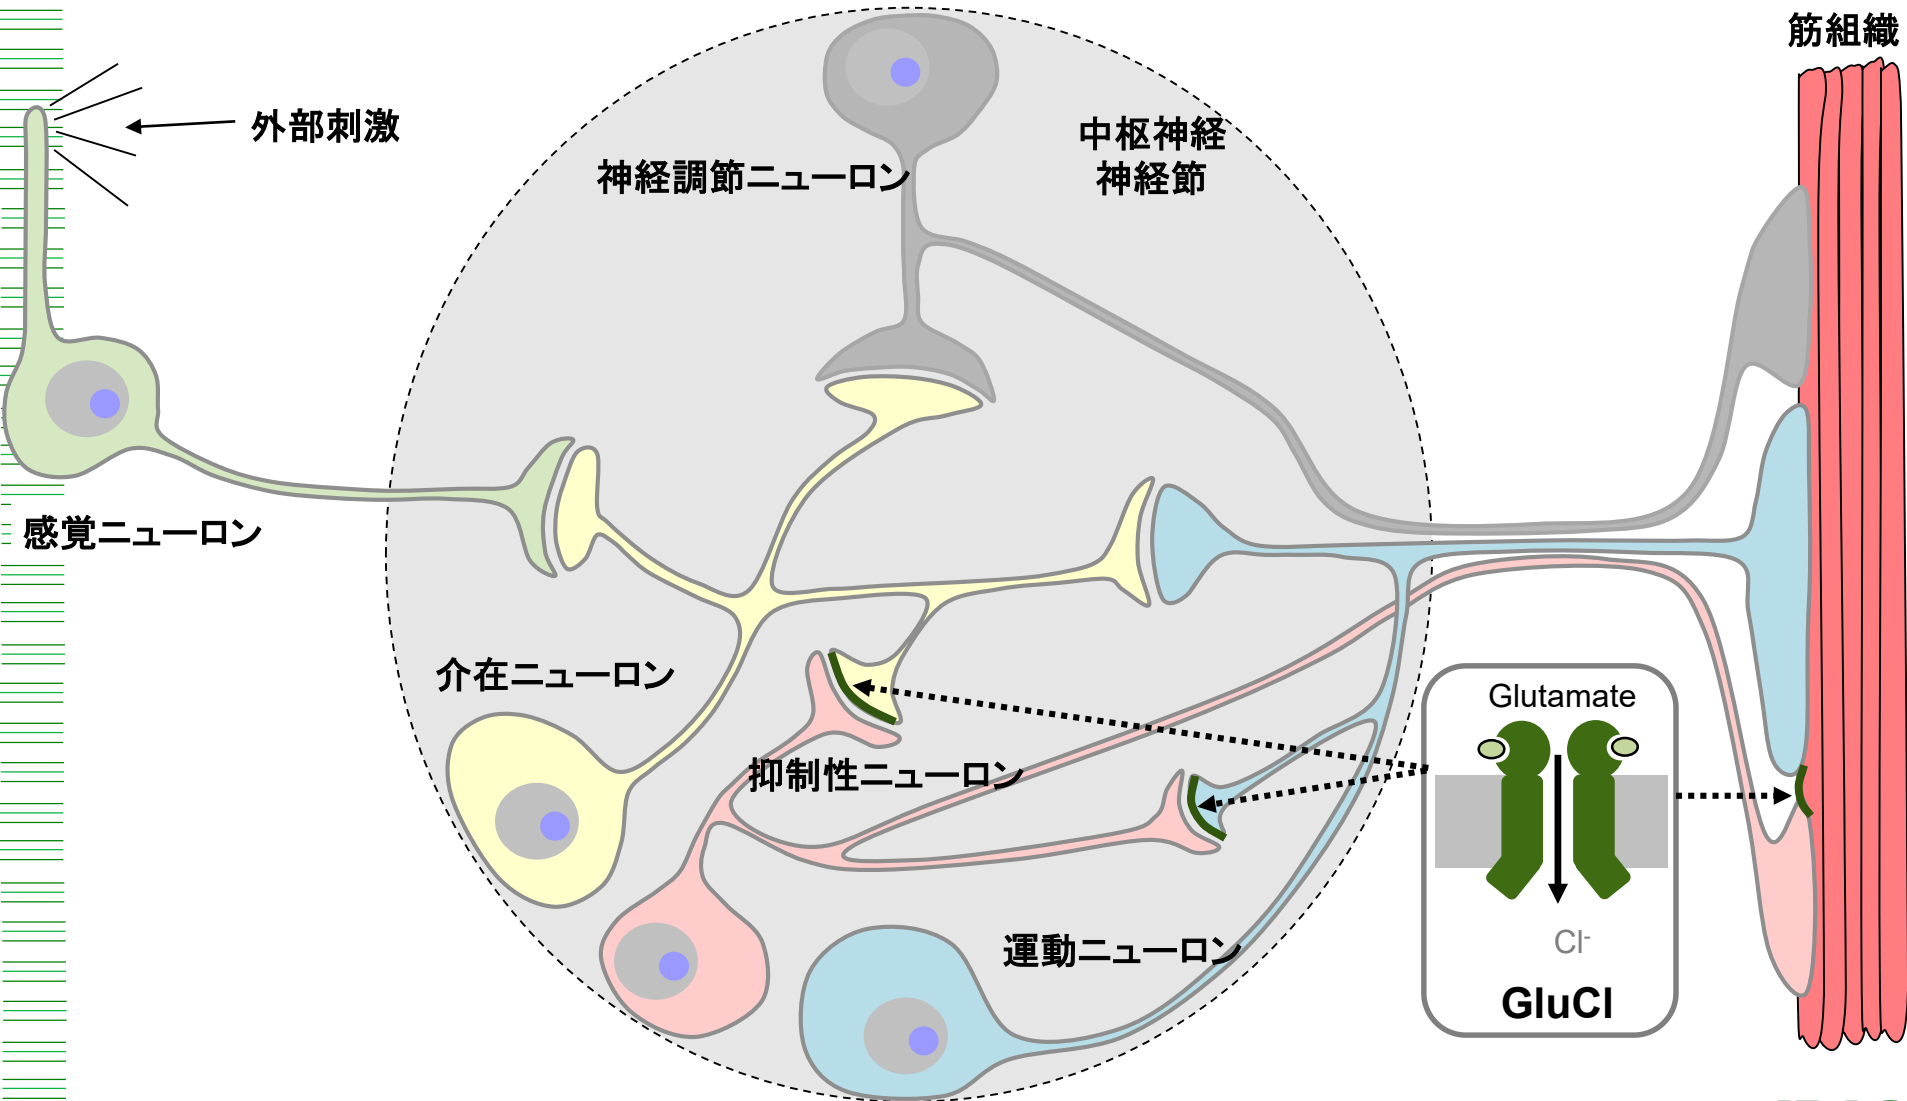 筋組織
外部刺激
中枢神経
神経節
神経調節ニューロン
感覚ニューロン
介在ニューロン
抑制性ニューロン
運動ニューロン
Glutamate
Cl-
GluCl